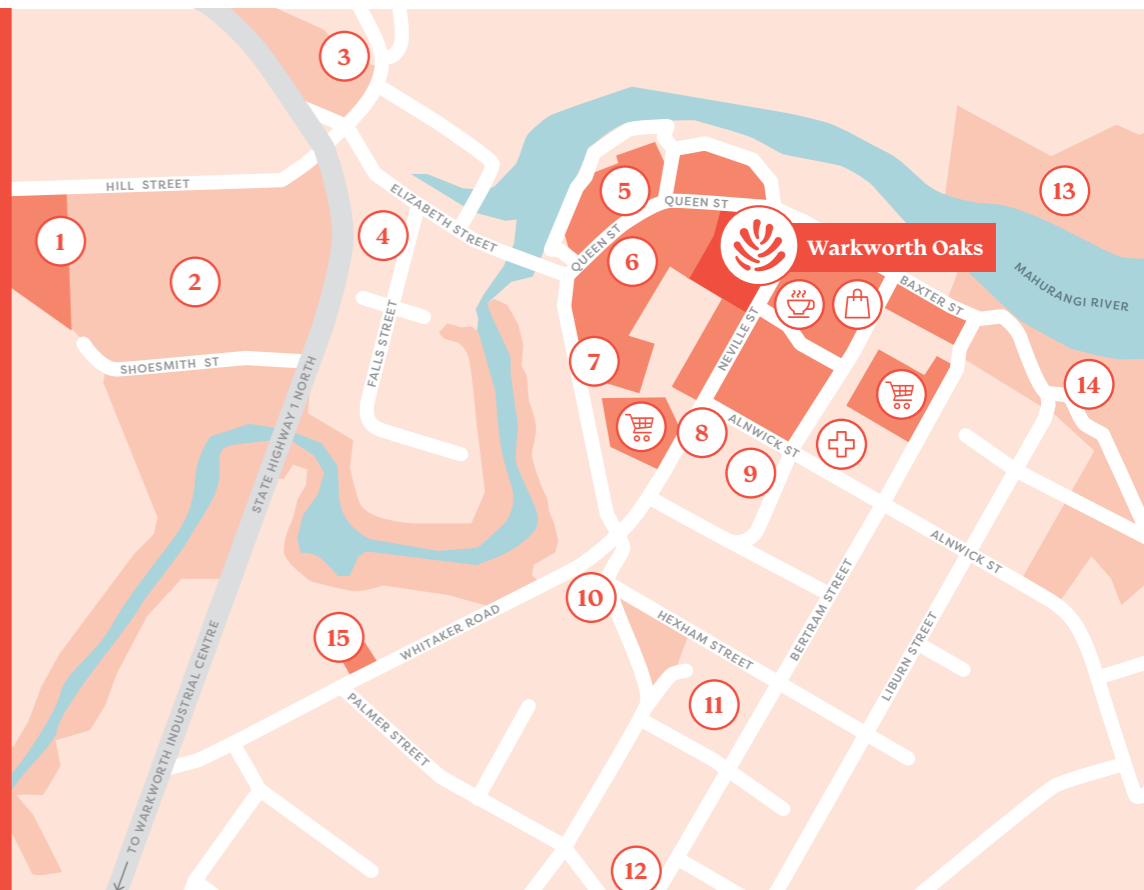 3
HILL STREET
1
2
4
ELIZABETH STREET
5
QUEEN ST
QUEEN ST
6
Warkworth Oaks
13
MAHURANGI RIVER
BAXTER ST
SHOESMITH ST
FALLS STREET
STATE HIGHWAY 1 NORTH
7
NEVILLE ST
8
ALNWICK ST
9
14
ALNWICK ST
10
HEXHAM STREET
BERTRAM STREET
LIBURN STREET
15
WHITAKER ROAD
PALMER STREET
11
12
TO WARKWORTH INDUSTRIAL CENTRE